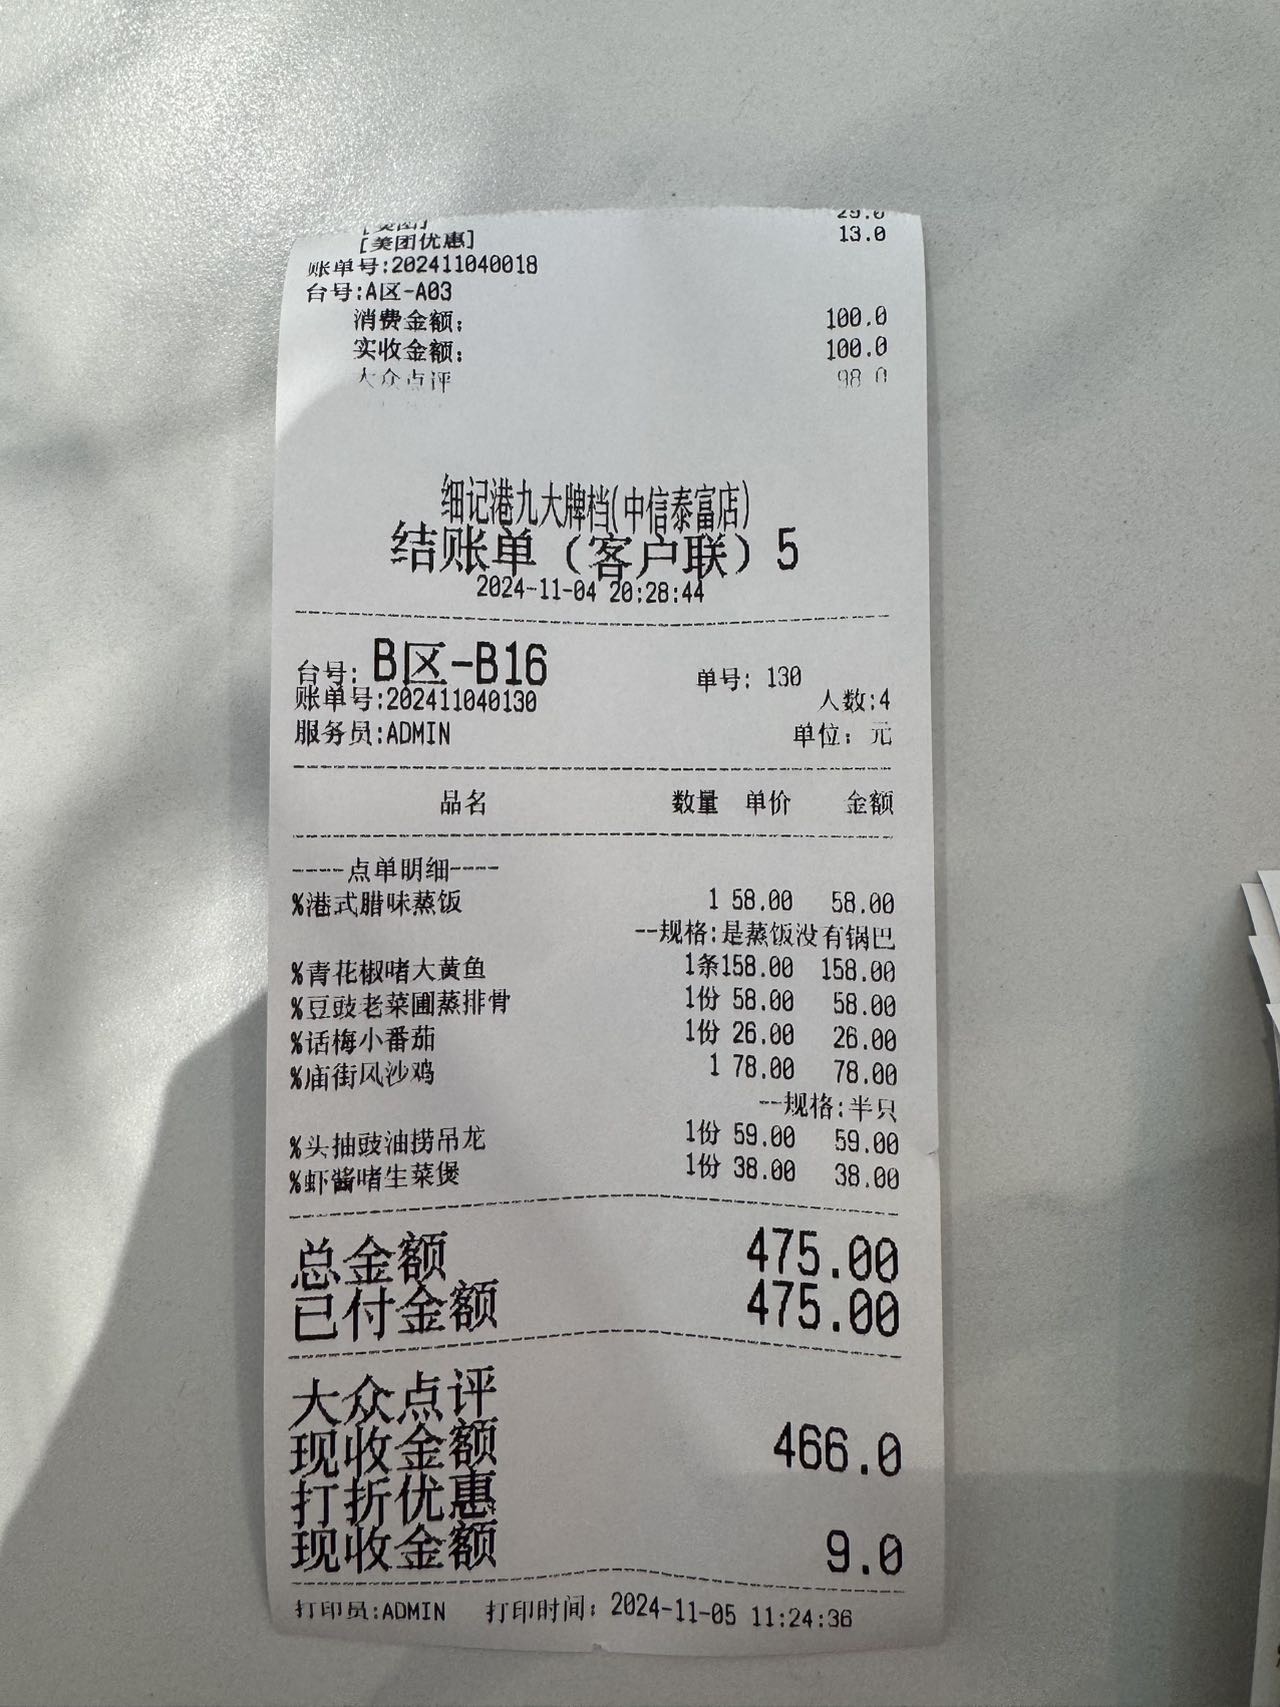 [美团] 29.0
[美团优惠] 13.0
账单号:202411040018
台号:A区-A03
消费金额: 100.0
实收金额: 100.0
大众点评 98.0
细记港九大牌档(中信泰富店)
结账单（客户联）5
2024-11-04 20:28:44
台号: B区-B16 单号: 130
账单号:202411040130 人数:4
服务员:ADMIN 单位: 元
品名 数量 单价 金额
----点单明细----
%港式腊味蒸饭 1 58.00 58.00
--规格:是蒸饭没有锅巴
%青花椒啫大黄鱼 1条158.00 158.00
%豆豉老菜圃蒸排骨 1份 58.00 58.00
%话梅小番茄 1份 26.00 26.00
%庙街风沙鸡 1 78.00 78.00
--规格:半只
%头抽豉油捞吊龙 1份 59.00 59.00
%虾酱啫生菜煲 1份 38.00 38.00
总金额 475.00
已付金额 475.00
大众点评
现收金额 466.0
打折优惠
现收金额 9.0
打印员:ADMIN 打印时间: 2024-11-05 11:24:36